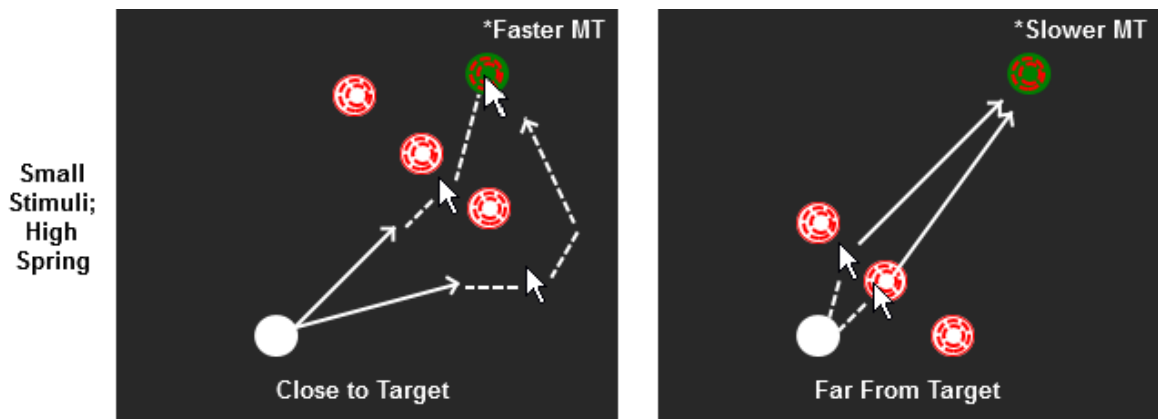 *Faster MT
*Slower MT
Small
Stimuli;
High
Spring
Close to Target
Far From Target